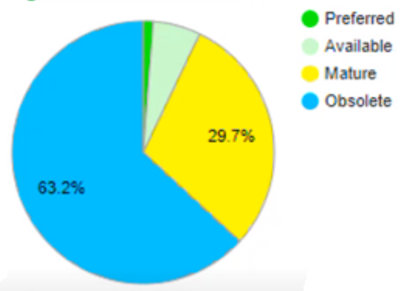 Preferred
Available
Mature
Obsolete
29.7%
63.2%